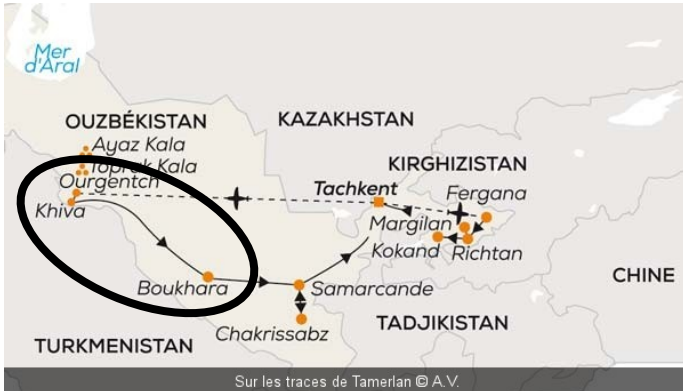 Mer
d'Aral
OUZBÉKISTAN
KAZAKHSTAN
Ayaz Kala
Toprak Kala
KIRGHIZISTAN
Ourgentch
Tachkent
Fergana
Khiva
Margilan
Kokand
Richtan
Boukhara
Samarcande
CHINE
Chakrissabz
TADJIKISTAN
TURKMENISTAN
Sur les traces de Tamerlan © A.V.